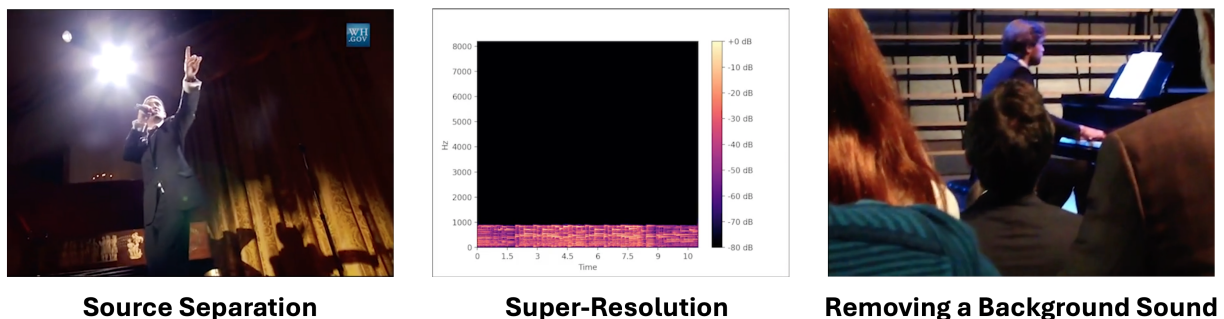 WH
.GOV
8000
7000
6000
5000
4000
3000
2000
1000
0
Hz
0 1.5 3 4.5 6 7.5 9 10
Time
+0 dB
-10 dB
-20 dB
-30 dB
-40 dB
-50 dB
-60 dB
-70 dB
-80 dB
Source Separation
Super-Resolution
Removing a Background Sound